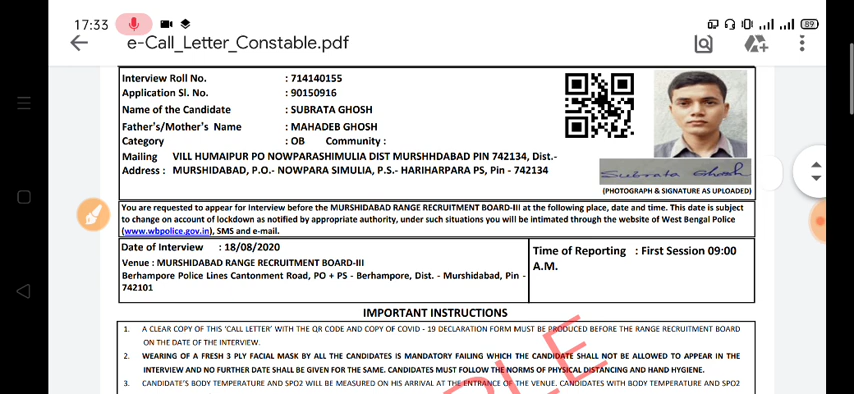 17:33
89
e-Call_Letter_Constable.pdf
Interview Roll No. : 714140155
Application Sl. No. : 90150916
Name of the Candidate : SUBRATA GHOSH
Father's/Mother's Name : MAHADEB GHOSH
Category : OB Community :
Mailing VILL HUMAIPUR PO NOWPARASHIMULIA DIST MURSHHDABAD PIN 742134, Dist.-
Address : MURSHIDABAD, P.O.- NOWPARA SIMULIA, P.S.- HARIHARPARA PS, Pin - 742134
Subrata Ghosh
(PHOTOGRAPH & SIGNATURE AS UPLOADED)
You are requested to appear for Interview before the MURSHIDABAD RANGE RECRUITMENT BOARD-III at the following place, date and time. This date is subject
to change on account of lockdown as notified by appropriate authority, under such situations you will be intimated through the website of West Bengal Police
(www.wbpolice.gov.in), SMS and e-mail.
Date of Interview : 18/08/2020
Venue : MURSHIDABAD RANGE RECRUITMENT BOARD-III
Berhampore Police Lines Cantonment Road, PO + PS - Berhampore, Dist. - Murshidabad, Pin -
742101
Time of Reporting : First Session 09:00
A.M.
IMPORTANT INSTRUCTIONS
1. A CLEAR COPY OF THIS 'CALL LETTER' WITH THE QR CODE AND COPY OF COVID - 19 DECLARATION FORM MUST BE PRODUCED BEFORE THE RANGE RECRUITMENT BOARD
ON THE DATE OF THE INTERVIEW.
2. WEARING OF A FRESH 3 PLY FACIAL MASK BY ALL THE CANDIDATES IS MANDATORY FAILING WHICH THE CANDIDATE SHALL NOT BE ALLOWED TO APPEAR IN THE
INTERVIEW AND NO FURTHER DATE SHALL BE GIVEN FOR THE SAME. CANDIDATES MUST FOLLOW THE NORMS OF PHYSICAL DISTANCING AND HAND HYGIENE.
3. CANDIDATE'S BODY TEMPERATURE AND SPO2 WILL BE MEASURED ON HIS ARRIVAL AT THE ENTRANCE OF THE VENUE. CANDIDATES WITH BODY TEMPERATURE AND SPO2